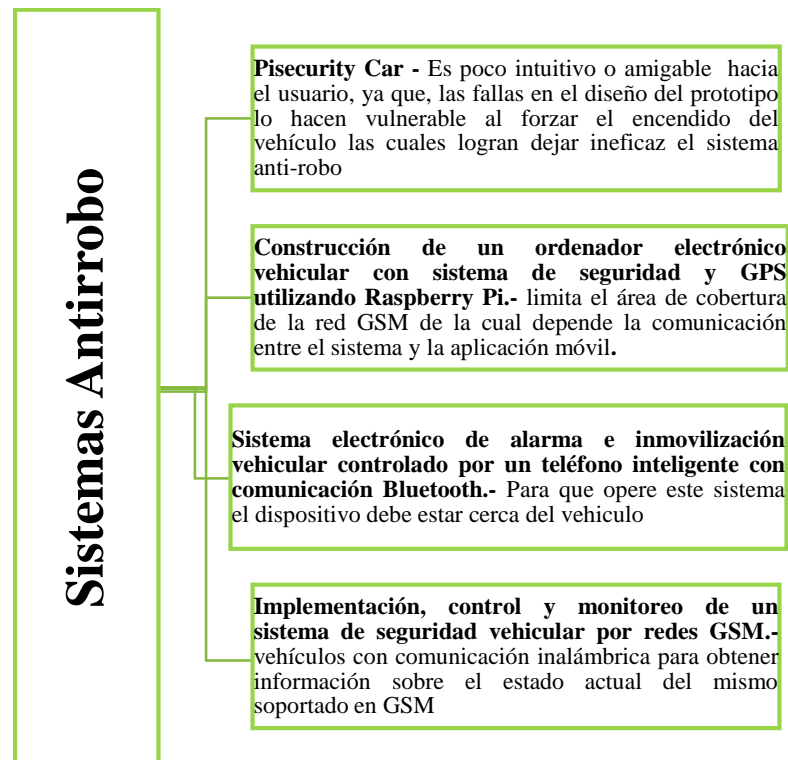 Sistemas Antirrobo
Pisecurity Car - Es poco intuitivo o amigable hacia
el usuario, ya que, las fallas en el diseño del prototipo
lo hacen vulnerable al forzar el encendido del
vehículo las cuales logran dejar ineficaz el sistema
anti-robo
Construcción de un ordenador electrónico
vehicular con sistema de seguridad y GPS
utilizando Raspberry Pi.- limita el área de cobertura
de la red GSM de la cual depende la comunicación
entre el sistema y la aplicación móvil.
Sistema electrónico de alarma e inmovilización
vehicular controlado por un teléfono inteligente con
comunicación Bluetooth.- Para que opere este sistema
el dispositivo debe estar cerca del vehiculo
Implementación, control y monitoreo de un
sistema de seguridad vehicular por redes GSM.-
vehículos con comunicación inalámbrica para obtener
información sobre el estado actual del mismo
soportado en GSM